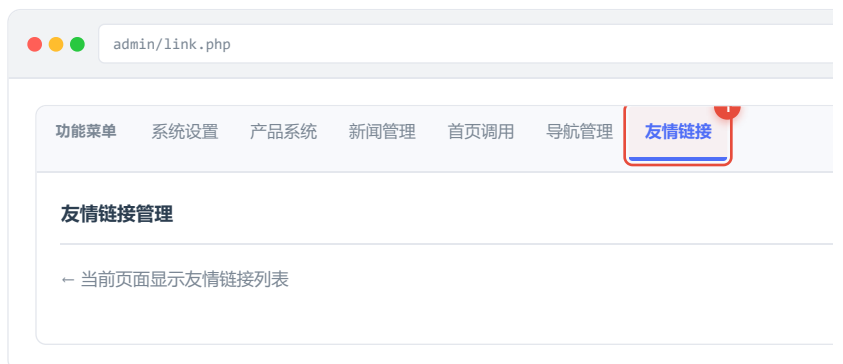 admin/link.php
功能菜单 系统设置 产品系统 新闻管理 首页调用 导航管理 友情链接
友情链接管理
← 当前页面显示友情链接列表